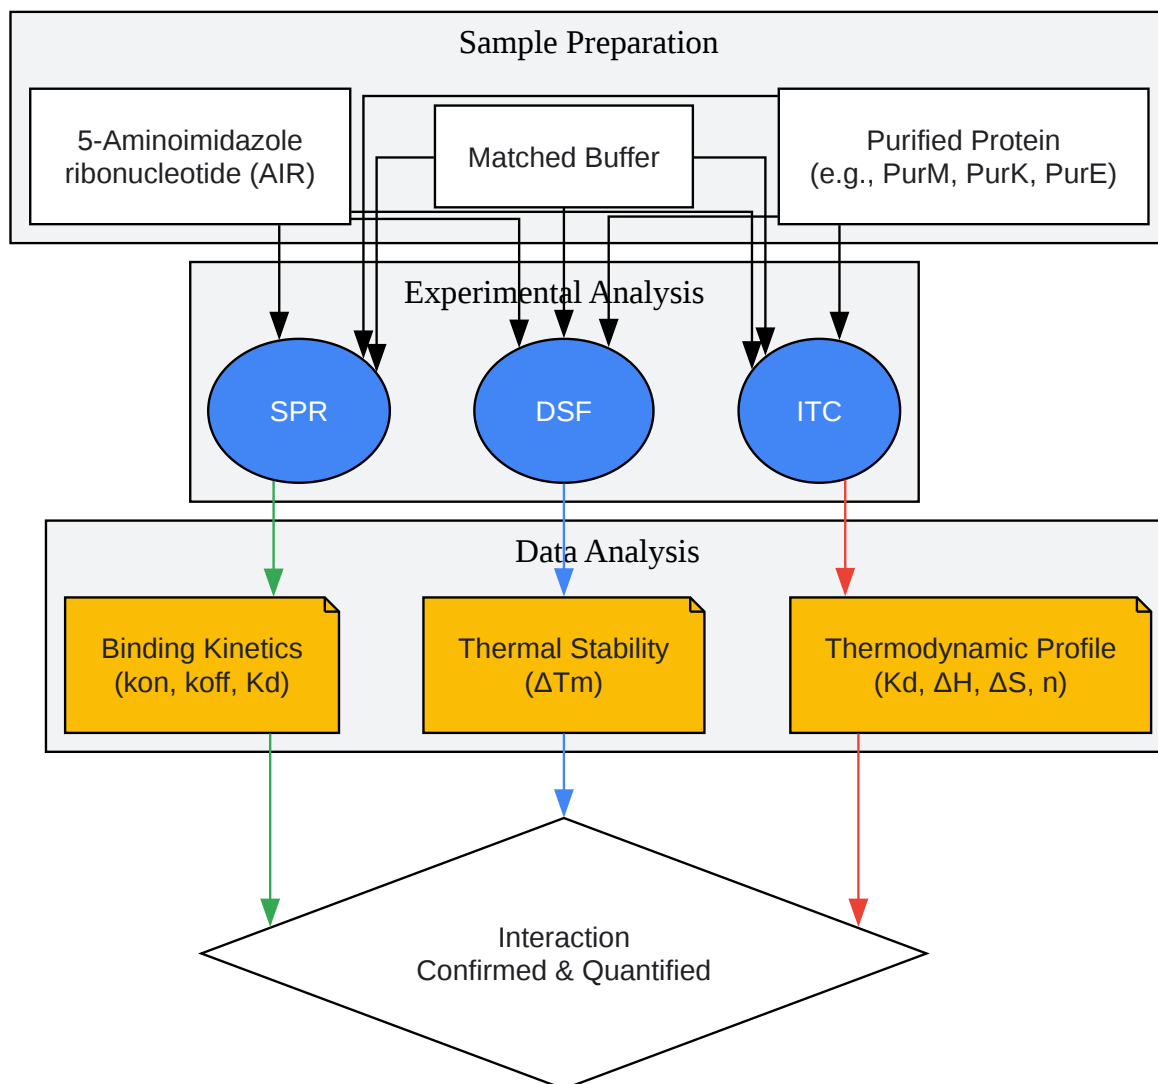 Sample Preparation
5-Aminoimidazole
ribonucleotide (AIR)
Matched Buffer
Purified Protein
(e.g., PurM, PurK, PurE)
Experimental Analysis
SPR
DSF
ITC
Data Analysis
Binding Kinetics
(kon, koff, Kd)
Thermal Stability
(ΔTm)
Thermodynamic Profile
(Kd, ΔH, ΔS, n)
Interaction
Confirmed & Quantified